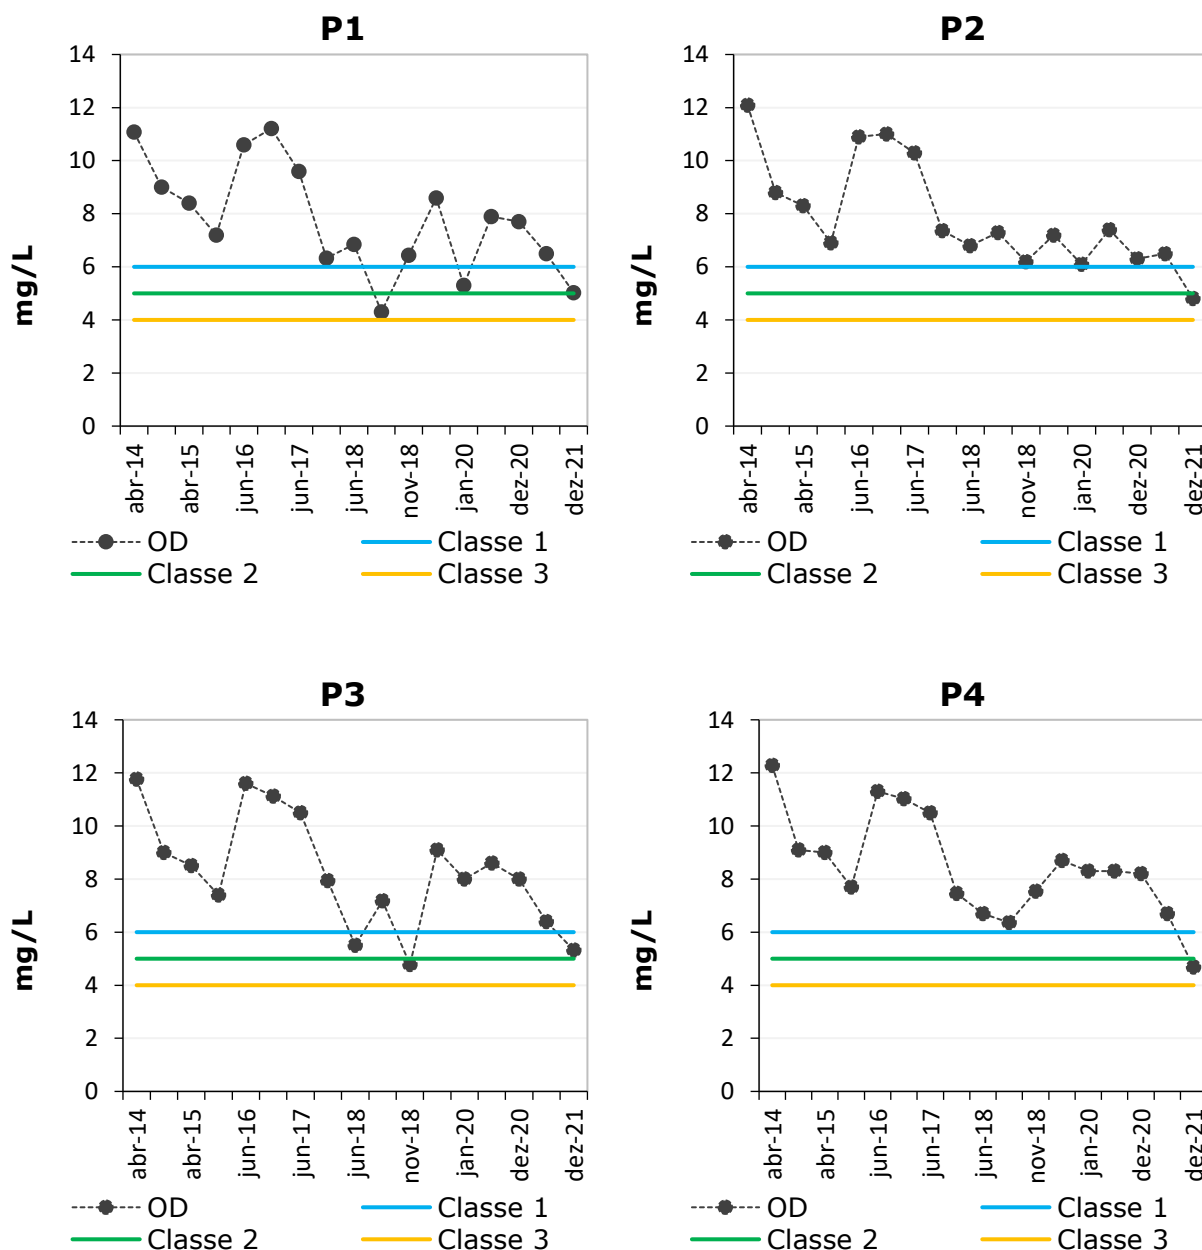 P1
14
12
10
8
6
4
2
0
mg/L
abr-14
abr-15
jun-16
jun-17
jun-18
nov-18
jan-20
dez-20
dez-21
OD
Classe 1
Classe 2
Classe 3
P2
14
12
10
8
6
4
2
0
mg/L
abr-14
abr-15
jun-16
jun-17
jun-18
nov-18
jan-20
dez-20
dez-21
OD
Classe 1
Classe 2
Classe 3
P3
14
12
10
8
6
4
2
0
mg/L
abr-14
abr-15
jun-16
jun-17
jun-18
nov-18
jan-20
dez-20
dez-21
OD
Classe 1
Classe 2
Classe 3
P4
14
12
10
8
6
4
2
0
mg/L
abr-14
abr-15
jun-16
jun-17
jun-18
nov-18
jan-20
dez-20
dez-21
OD
Classe 1
Classe 2
Classe 3